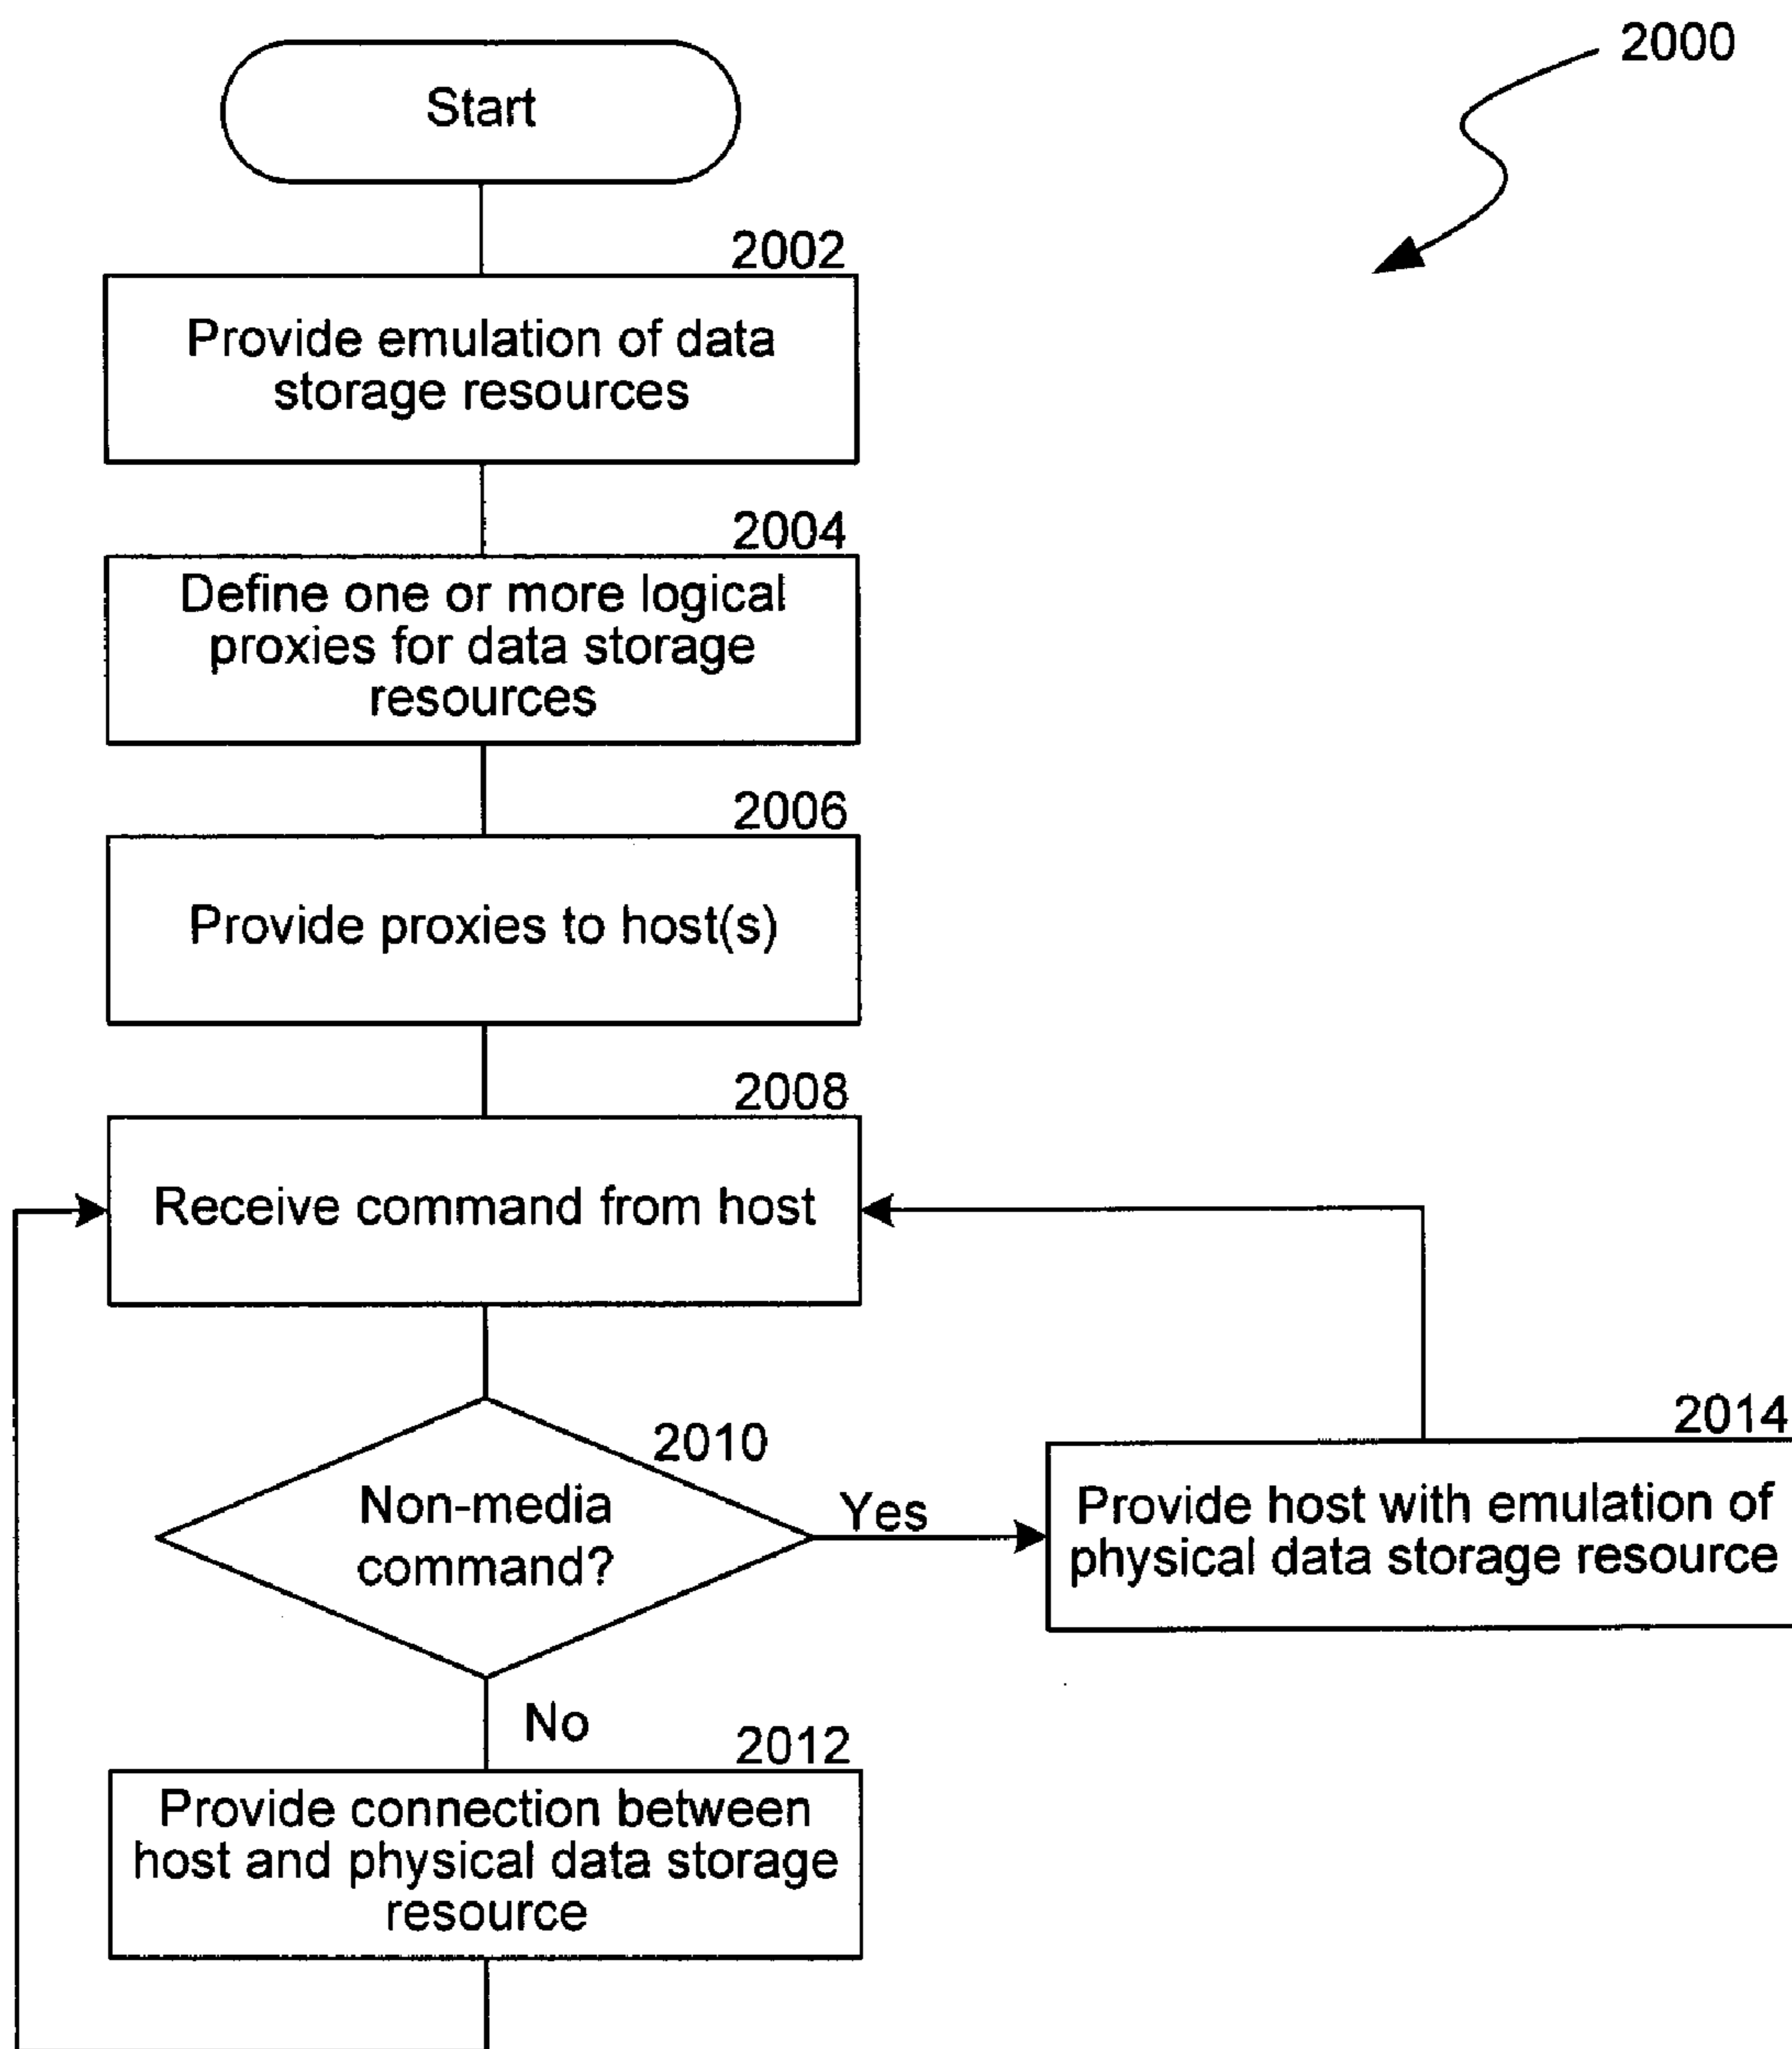 2000
Start
2002
Provide emulation of data
storage resources
2004
Define one or more logical
proxies for data storage
resources
2006
Provide proxies to host(s)
2008
Receive command from host
2010
Non-media
command?
Yes
2014
Provide host with emulation of
physical data storage resource
No
2012
Provide connection between
host and physical data storage
resource